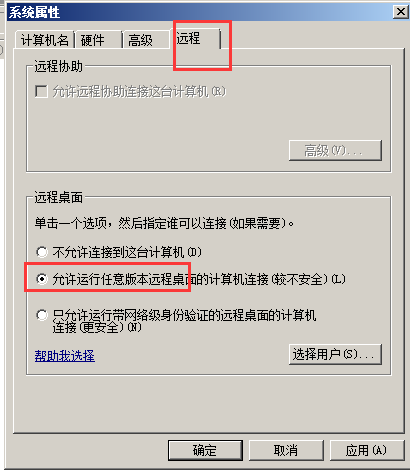 系统属性
计算机名 硬件 高级 远程
远程协助
允许远程协助连接这台计算机(R)
高级(V)...
远程桌面
单击一个选项，然后指定谁可以连接(如果需要)。
不允许连接到这台计算机(D)
允许运行任意版本远程桌面的计算机连接(较不安全)(L)
只允许运行带网络级身份验证的远程桌面的计算机
连接(更安全)(N)
帮助我选择 选择用户(S)...
确定 取消 应用(A)